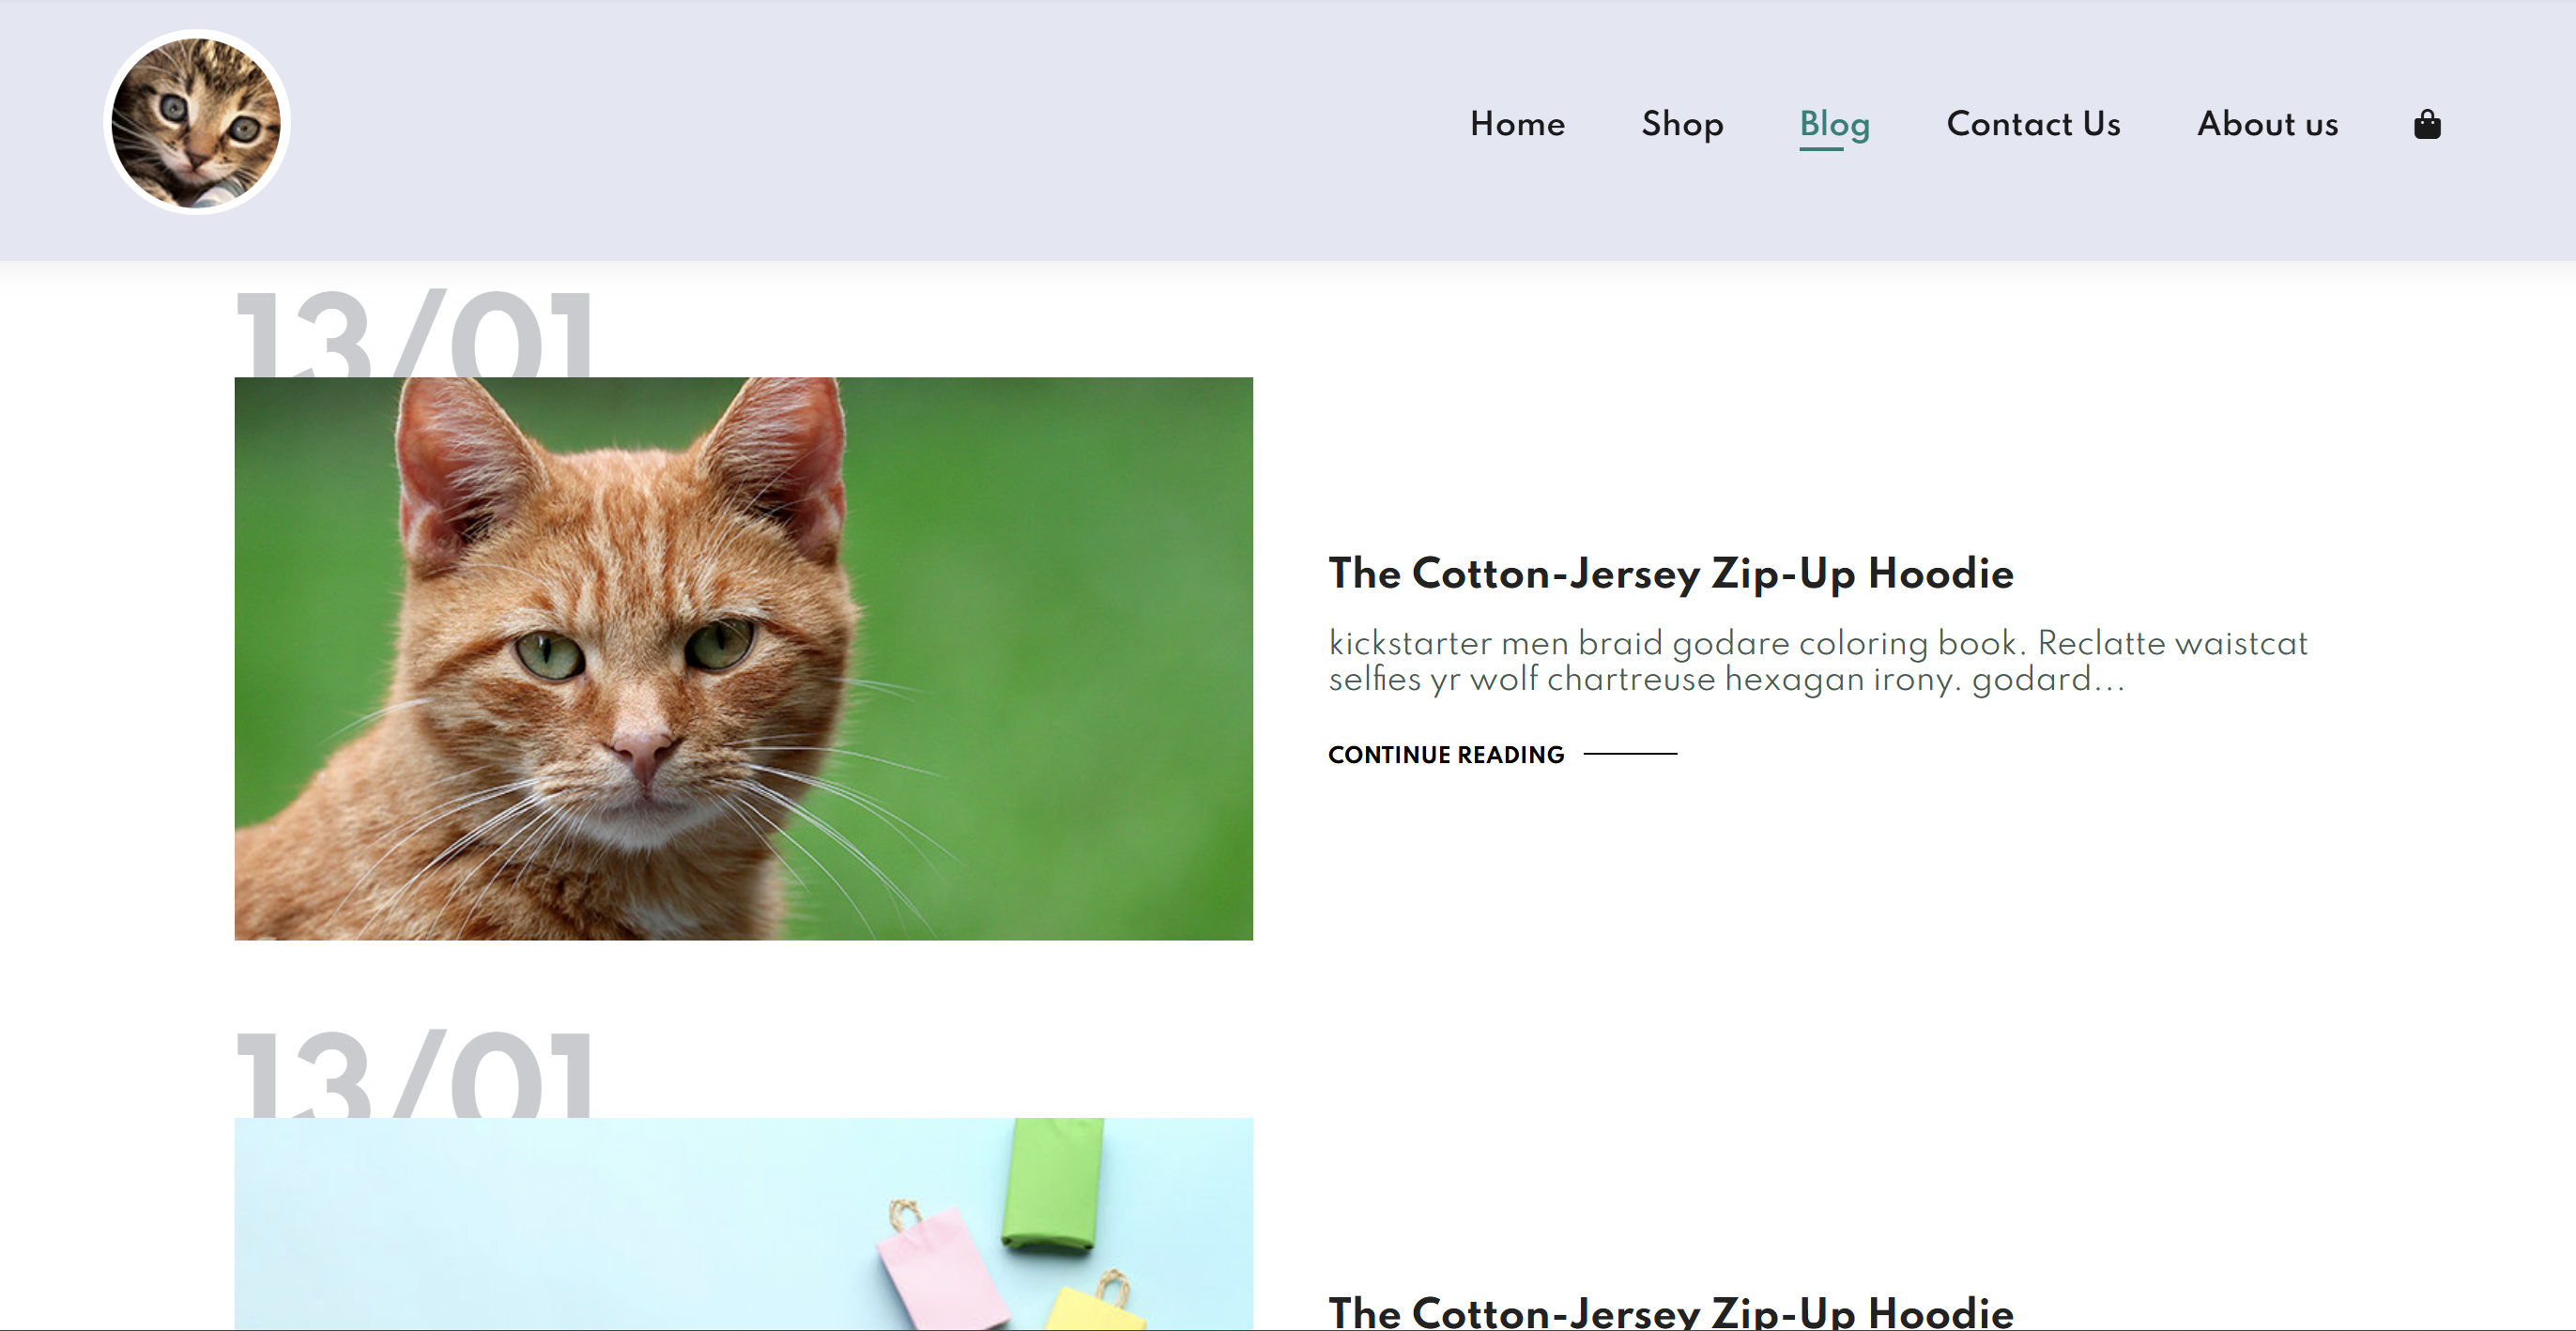 Home Shop Blog Contact Us About us
13/01
The Cotton-Jersey Zip-Up Hoodie
kickstarter men braid godare coloring book. Reclatte waistcat
selfies yr wolf chartreuse hexagan irony. godard...
CONTINUE READING
13/01
The Cotton-Jersey Zip-Up Hoodie